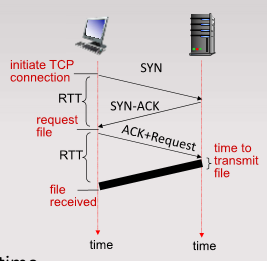 SYN
initiate TCP
connection
RTT
SYN-ACK
request
file
ACK+Request
RTT
time to
transmit
file
file
received
time
time